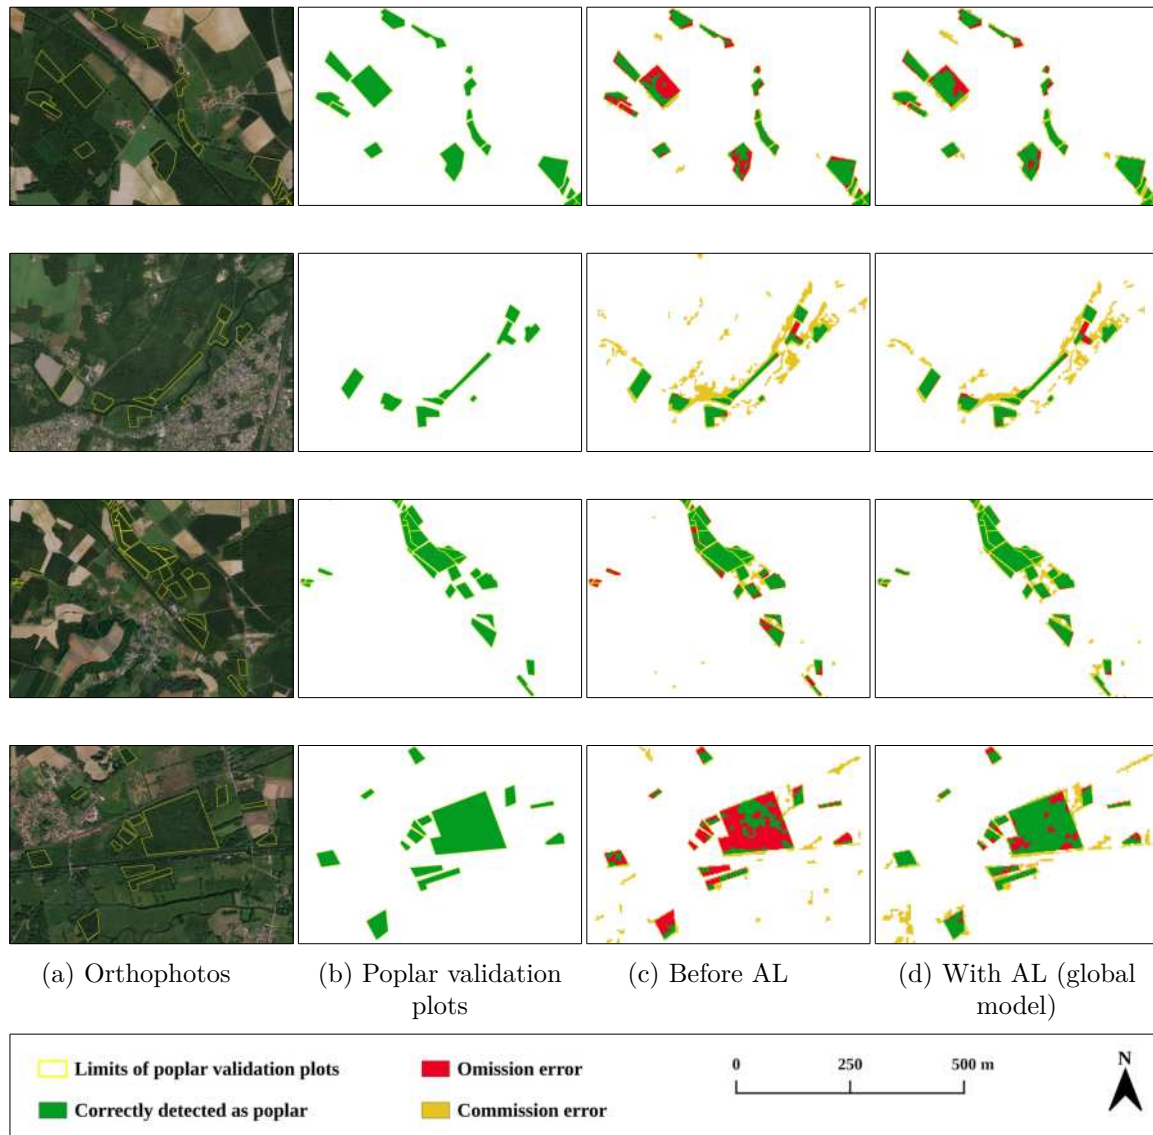 (a) Orthophotos
(b) Poplar validation
plots
(c) Before AL
(d) With AL (global
model)
Limits of poplar validation plots
Correctly detected as poplar
Omission error
Commission error
0 250 500 m
N